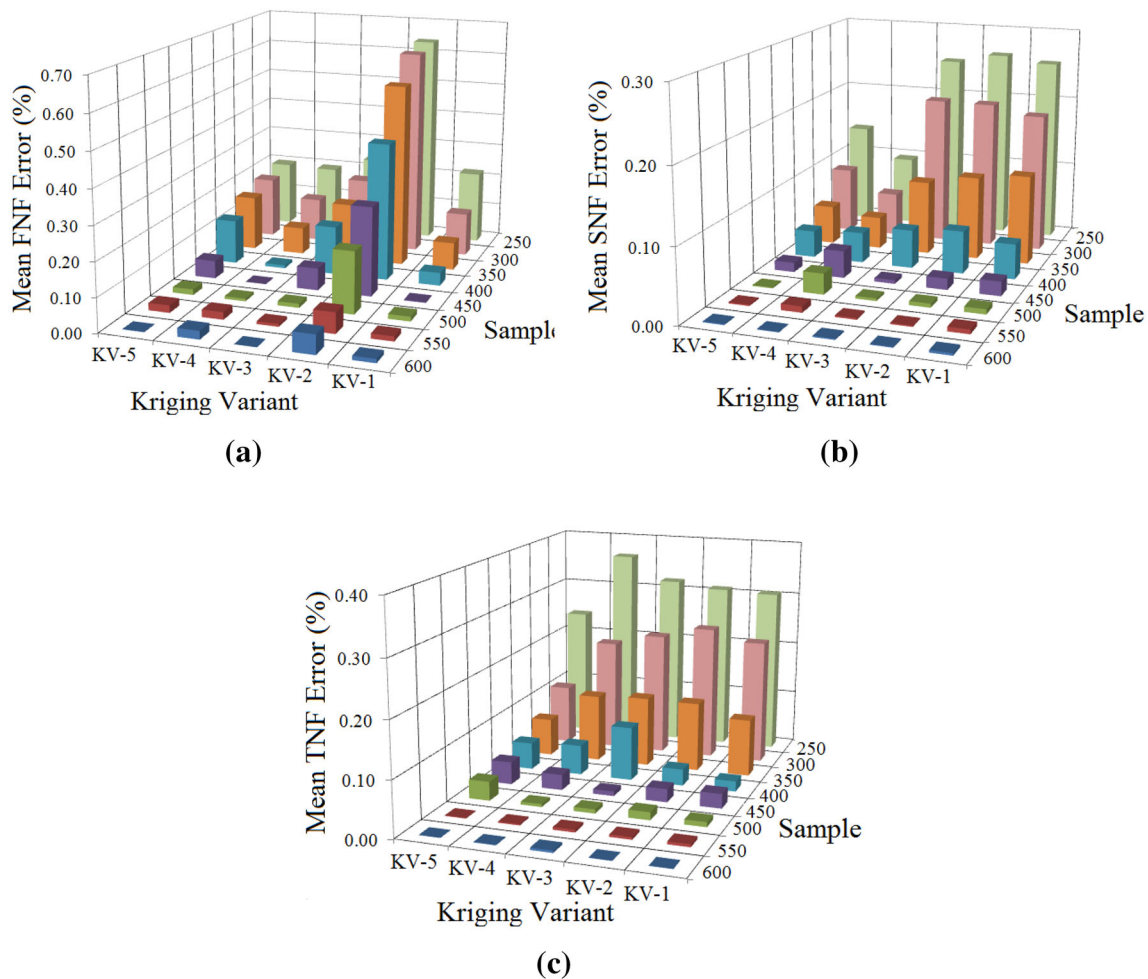 Mean FNF Error (%)
0.70
0.60
0.50
0.40
0.30
0.20
0.10
0.00
KV-5
KV-4
KV-3
KV-2
KV-1
Kriging Variant
250
300
350
400
450
500
550
600
Sample
(a)
Mean SNF Error (%)
0.30
0.20
0.10
0.00
KV-5
KV-4
KV-3
KV-2
KV-1
Kriging Variant
250
300
350
400
450
500
550
600
Sample
(b)
Mean TNF Error (%)
0.40
0.30
0.20
0.10
0.00
KV-5
KV-4
KV-3
KV-2
KV-1
Kriging Variant
250
300
350
400
450
500
550
600
Sample
(c)